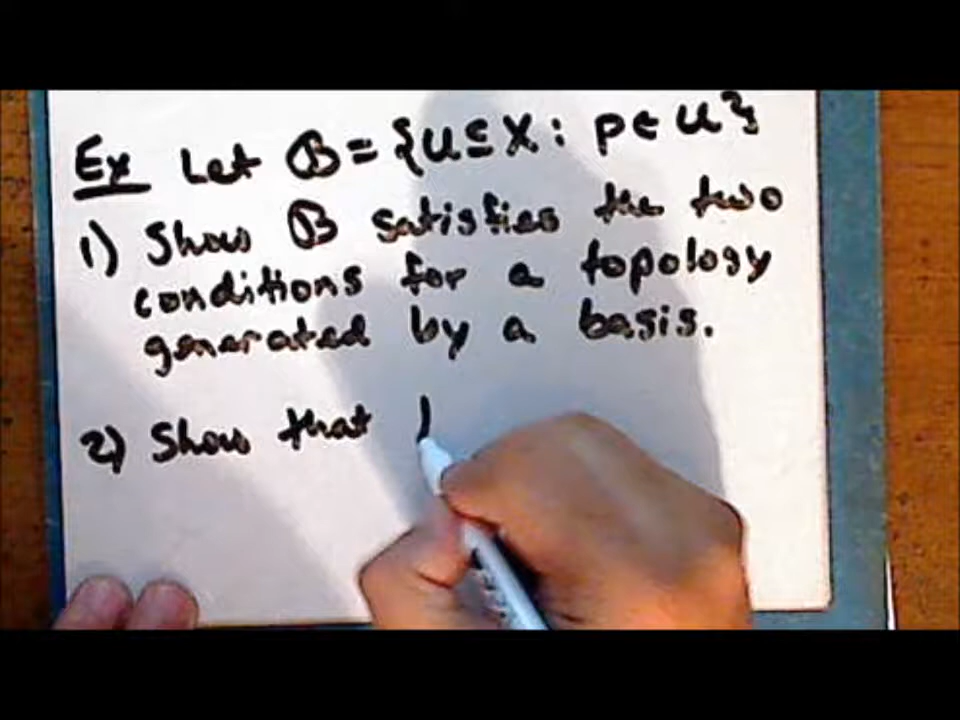 Ex Let B = {U ⊆ X : p ∈ U}
1) Show B satisfies the two
conditions for a topology
generated by a basis.
2) Show that